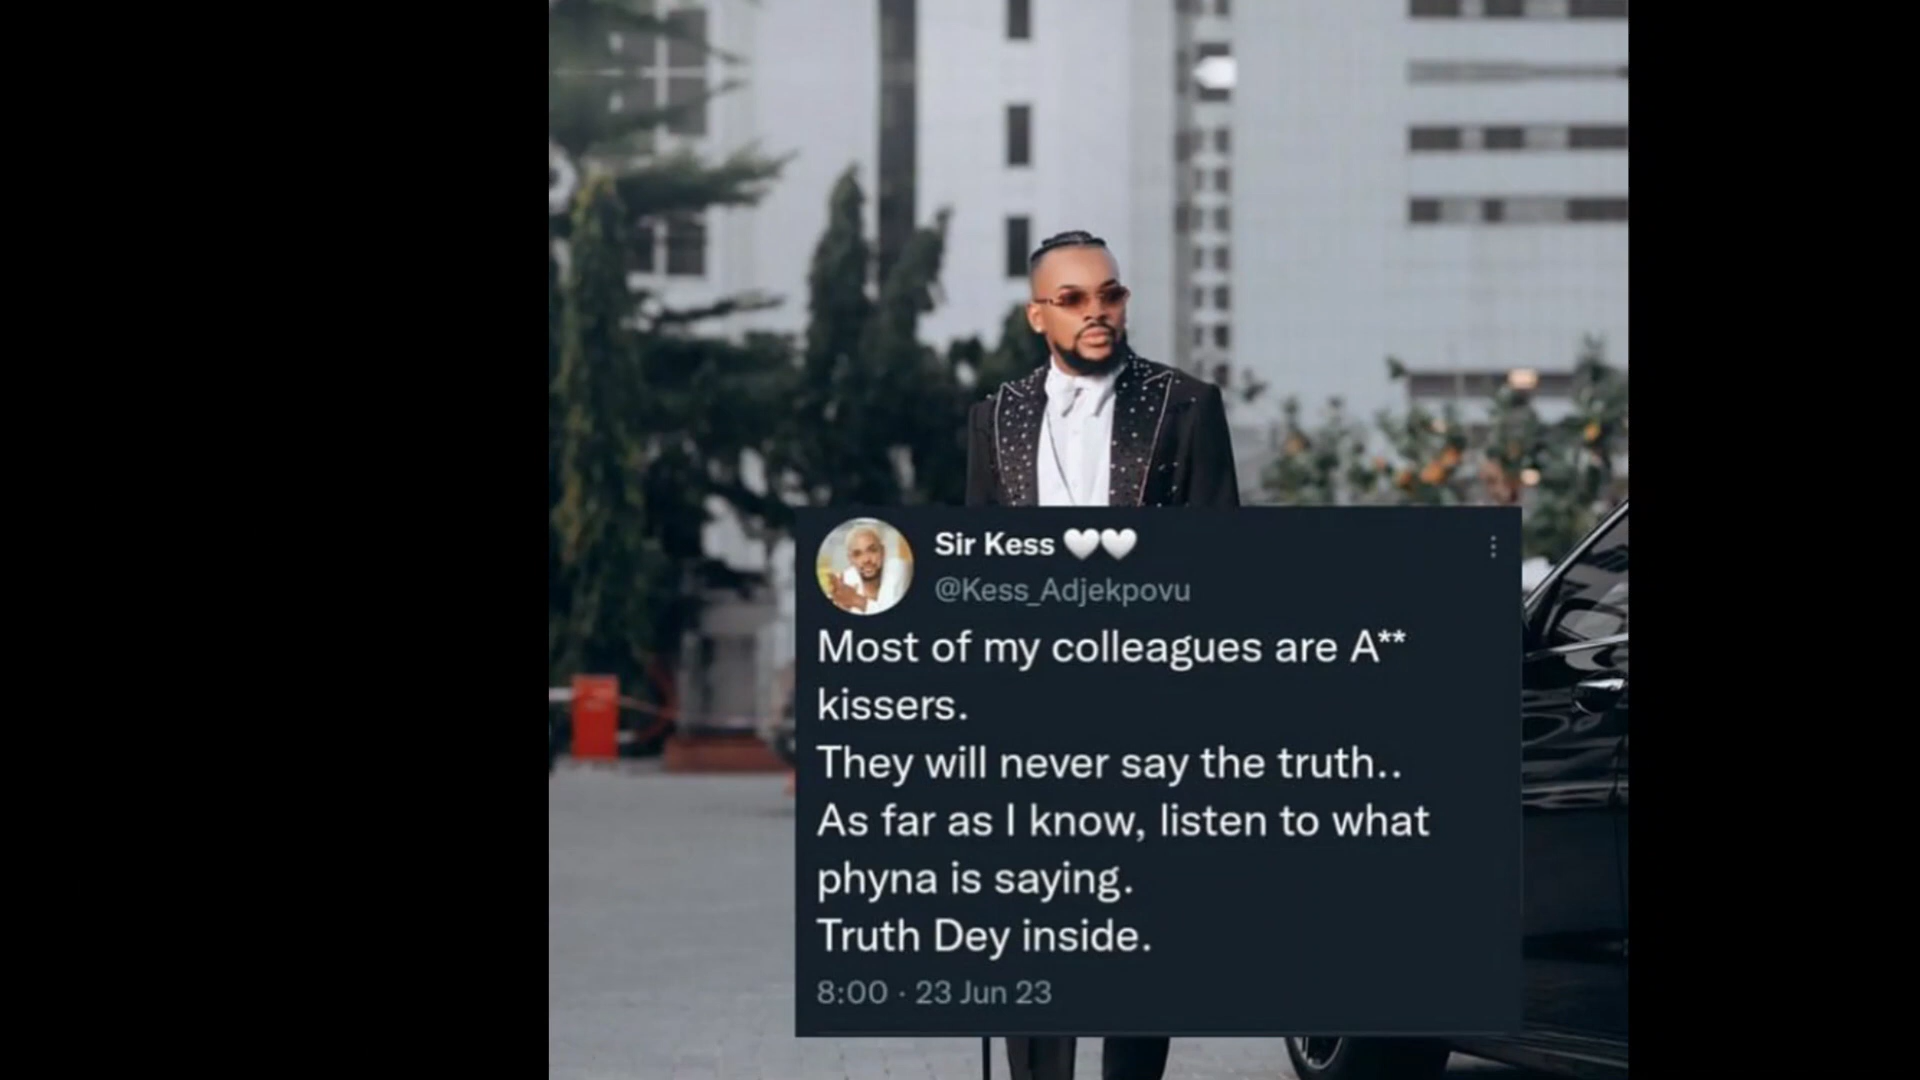 Sir Kess 🤍🤍
@Kess_Adjekpovu
Most of my colleagues are A**
kissers.
They will never say the truth..
As far as I know, listen to what
phyna is saying.
Truth Dey inside.
8:00 · 23 Jun 23